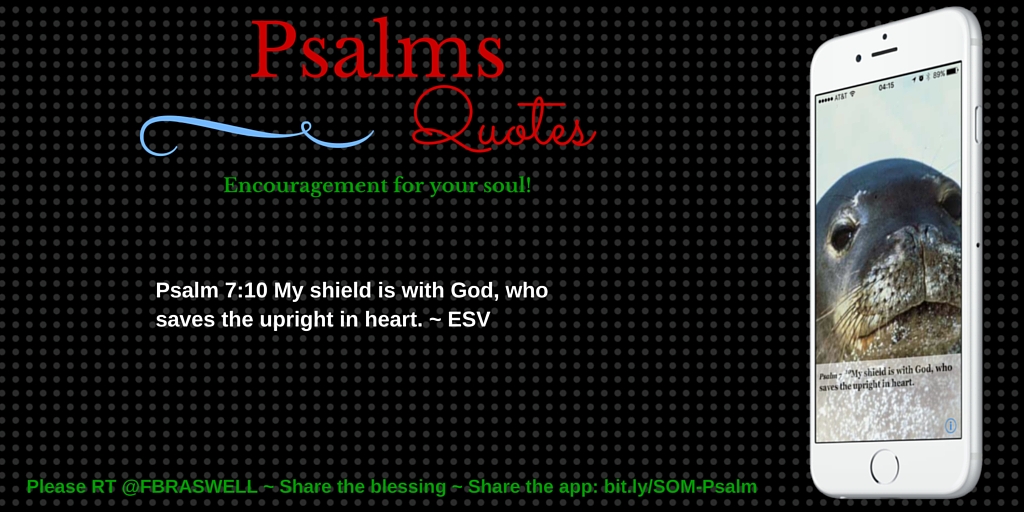 Psalms
Quotes
Encouragement for your soul!
Psalm 7:10 My shield is with God, who
saves the upright in heart. ~ ESV
Please RT @FBRASWELL ~ Share the blessing ~ Share the app: bit.ly/SOM-Psalm
AT&T 04:15 89%
Psalm 7 "My shield is with God, who
saves the upright in heart.